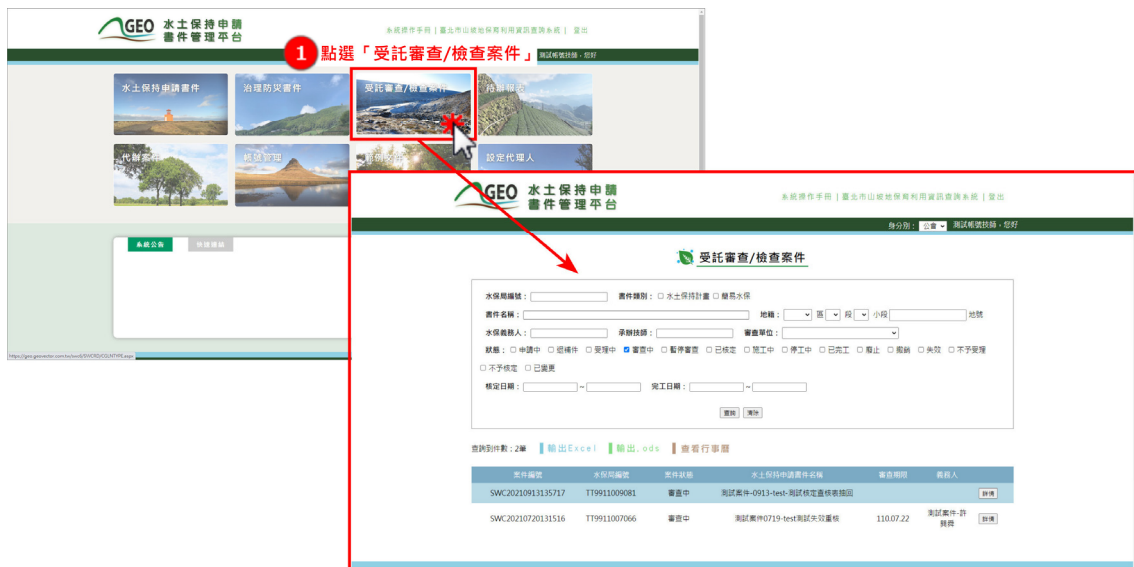 GEO 水土保持申請
書件管理平台
系統操作手冊 | 臺北市山坡地保育利用資訊查詢系統 | 登出
1 點選「受託審查/檢查案件」
測試帳號技師，您好
水土保持申請書件
治理防災書件
受託審查/檢查案件
待辦報表
代辦案件
帳號管理
範例文件
設定代理人
系統公告
快速連結
GEO 水土保持申請
書件管理平台
系統操作手冊 | 臺北市山坡地保育利用資訊查詢系統 | 登出
身分別： 公會 測試帳號技師，您好
受託審查/檢查案件
水保局編號： 書件類別： 水土保持計畫 簡易水保
書件名稱： 地籍： 區 段 小段 地號
水保義務人： 承辦技師： 審查單位：
狀態： 申請中 退補件 受理中 審查中 暫停審查 已核定 施工中 停工中 已完工 廢止 撤銷 失效 不予受理
不予核定 已變更
核定日期： ~ 完工日期： ~
查詢 清除
查詢到件數：2筆 輸出Excel 輸出.ods 查看行事曆
案件編號 水保局編號 案件狀態 水土保持申請書件名稱 審查期限 義務人
SWC20210913135717 TT9911009081 審查中 測試案件-0913-test-測試核定查核表抽回 詳情
SWC20210720131516 TT9911007066 審查中 測試案件0719-test測試失效重核 110.07.22 測試案件-許
詳情